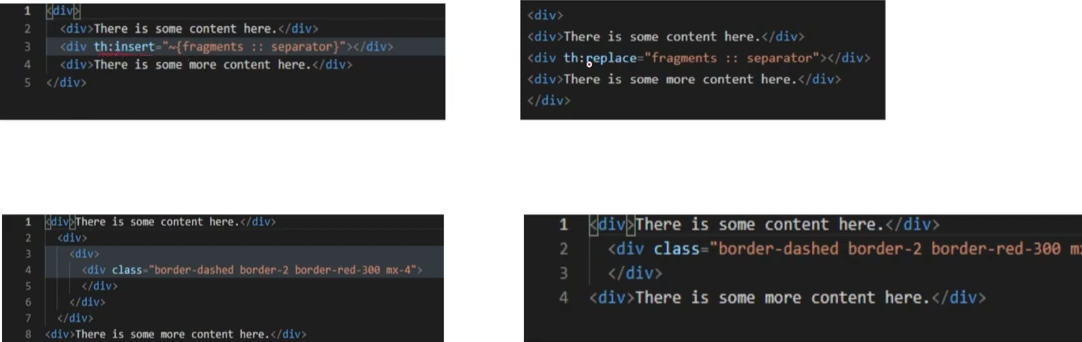 1 <div>
2 <div>There is some content here.</div>
3 <div th:insert="~{fragments :: separator}"></div>
4 <div>There is some more content here.</div>
5 </div>
<div>
<div>There is some content here.</div>
<div th:replace="fragments :: separator"></div>
<div>There is some more content here.</div>
</div>
1 <div>There is some content here.</div>
2 <div>
3 <div>
4 <div class="border-dashed border-2 border-red-300 mx-4">
5 </div>
6 </div>
7 </div>
8 <div>There is some more content here.</div>
1 <div>There is some content here.</div>
2 <div class="border-dashed border-2 border-red-300
3 </div>
4 <div>There is some more content here.</div>